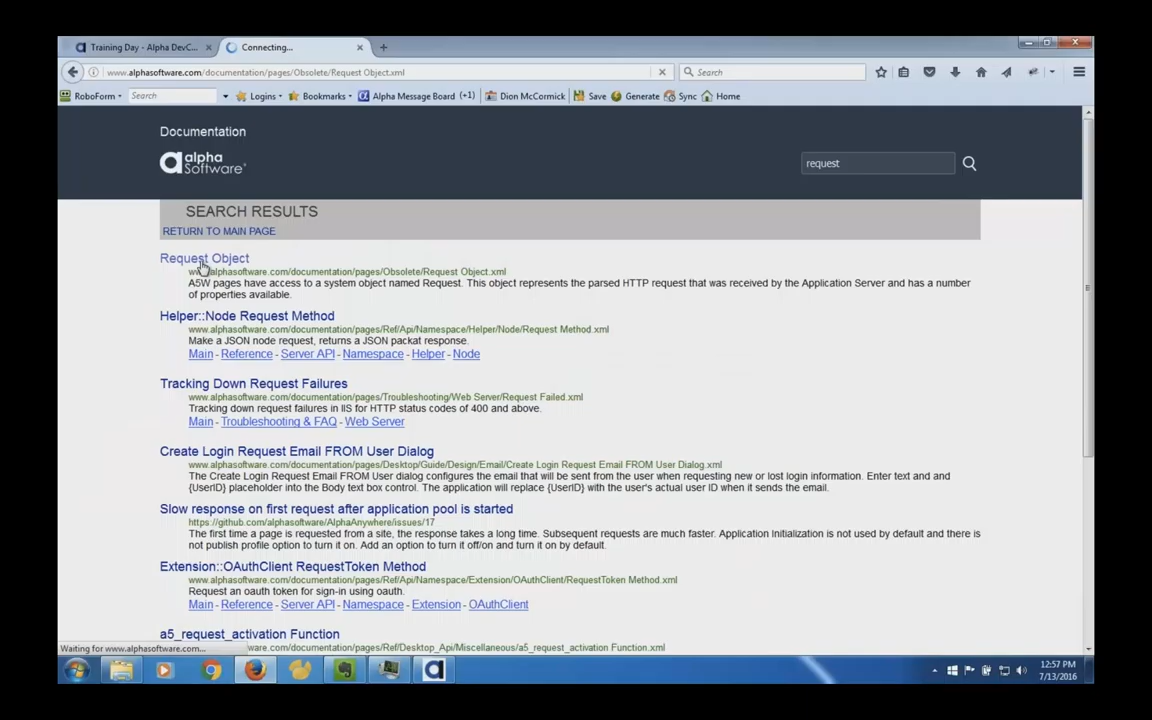 Training Day - Alpha DevC... ×
Connecting... ×
www.alphasoftware.com/documentation/pages/Obsolete/Request Object.xml
Search
RoboForm
Search
Logins
Bookmarks
Alpha Message Board (+1)
Dion McCormick
Save
Generate
Sync
Home
Documentation
alpha
Software
request
SEARCH RESULTS
RETURN TO MAIN PAGE
Request Object
www.alphasoftware.com/documentation/pages/Obsolete/Request Object.xml
A5W pages have access to a system object named Request. This object represents the parsed HTTP request that was received by the Application Server and has a number
of properties available.
Helper::Node Request Method
www.alphasoftware.com/documentation/pages/Ref/Api/Namespace/Helper/Node/Request Method.xml
Make a JSON node request, returns a JSON packat response.
Main - Reference - Server API - Namespace - Helper - Node
Tracking Down Request Failures
www.alphasoftware.com/documentation/pages/Troubleshooting/Web Server/Request Failed.xml
Tracking down request failures in IIS for HTTP status codes of 400 and above.
Main - Troubleshooting & FAQ - Web Server
Create Login Request Email FROM User Dialog
www.alphasoftware.com/documentation/pages/Desktop/Guide/Design/Email/Create Login Request Email FROM User Dialog.xml
The Create Login Request Email FROM User dialog configures the email that will be sent from the user when requesting new or lost login information. Enter text and and
{UserID} placeholder into the Body text box control. The application will replace {UserID} with the user's actual user ID when it sends the email.
Slow response on first request after application pool is started
https://github.com/alphasoftware/AlphaAnywhere/issues/17
The first time a page is requested from a site, the response takes a long time. Subsequent requests are much faster. Application Initialization is not used by default and there is
not publish profile option to turn it on. Add an option to turn it off/on and turn it on by default.
Extension::OAuthClient RequestToken Method
www.alphasoftware.com/documentation/pages/Ref/Api/Namespace/Extension/OAuthClient/RequestToken Method.xml
Request an oauth token for sign-in using oauth.
Main - Reference - Server API - Namespace - Extension - OAuthClient
a5_request_activation Function
ware.com/documentation/pages/Ref/Desktop_Api/Miscellaneous/a5_request_activation Function.xml
Waiting for www.alphasoftware.com...
12:57 PM
7/13/2016